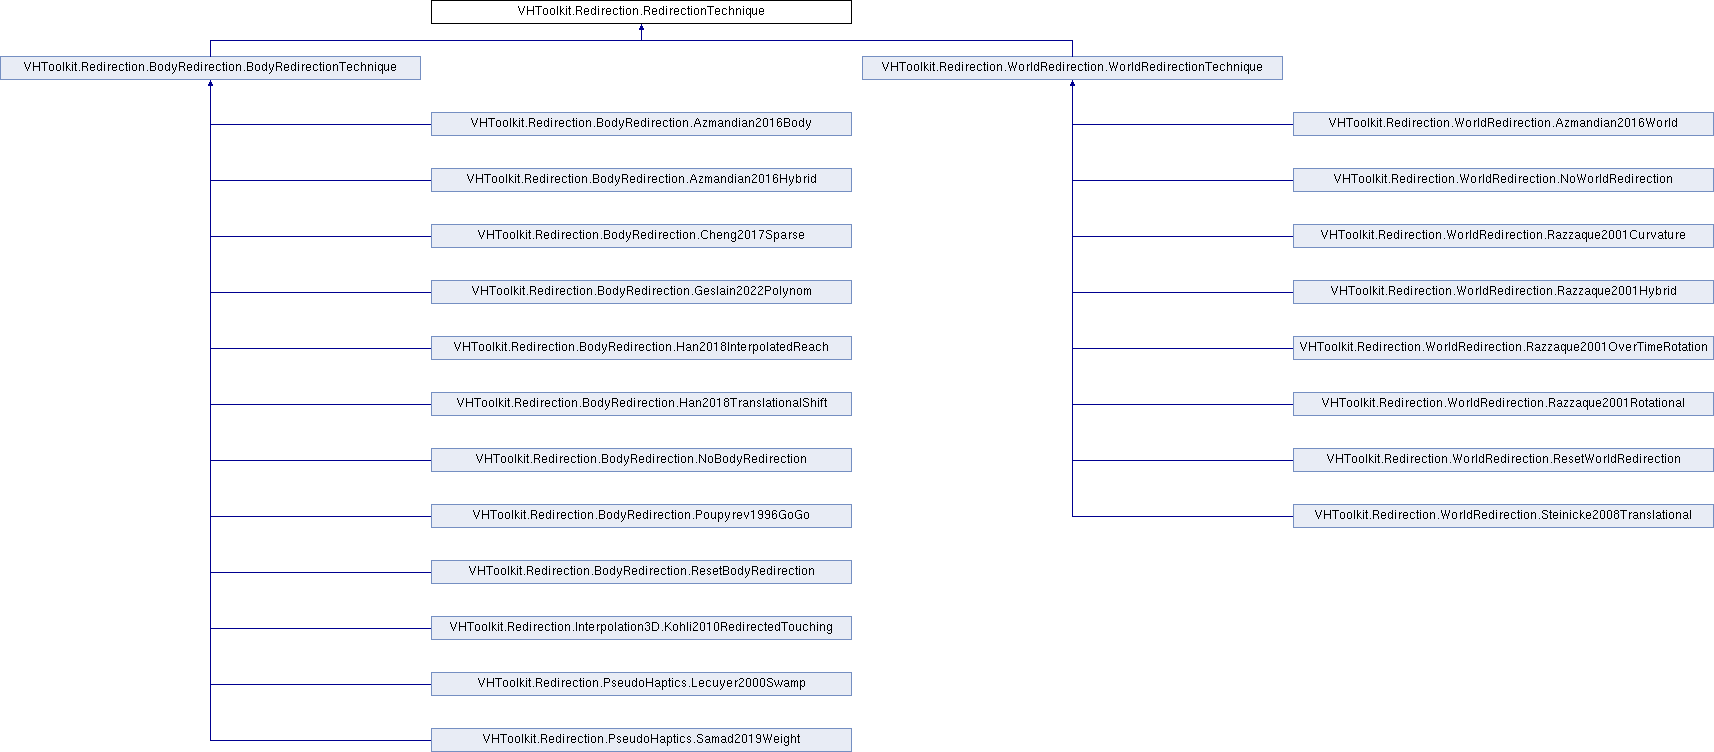 VHToolkit.Redirection.RedirectionTechnique
VHToolkit.Redirection.BodyRedirection.BodyRedirectionTechnique
VHToolkit.Redirection.WorldRedirection.WorldRedirectionTechnique
VHToolkit.Redirection.BodyRedirection.Azmandian2016Body
VHToolkit.Redirection.WorldRedirection.Azmandian2016World
VHToolkit.Redirection.BodyRedirection.Azmandian2016Hybrid
VHToolkit.Redirection.WorldRedirection.NoWorldRedirection
VHToolkit.Redirection.BodyRedirection.Cheng2017Sparse
VHToolkit.Redirection.WorldRedirection.Razzaque2001Curvature
VHToolkit.Redirection.BodyRedirection.Geslain2022Polynom
VHToolkit.Redirection.WorldRedirection.Razzaque2001Hybrid
VHToolkit.Redirection.BodyRedirection.Han2018InterpolatedReach
VHToolkit.Redirection.WorldRedirection.Razzaque2001OverTimeRotation
VHToolkit.Redirection.BodyRedirection.Han2018TranslationalShift
VHToolkit.Redirection.WorldRedirection.Razzaque2001Rotational
VHToolkit.Redirection.BodyRedirection.NoBodyRedirection
VHToolkit.Redirection.WorldRedirection.ResetWorldRedirection
VHToolkit.Redirection.BodyRedirection.Poupyrev1996GoGo
VHToolkit.Redirection.WorldRedirection.Steinicke2008Translational
VHToolkit.Redirection.BodyRedirection.ResetBodyRedirection
VHToolkit.Redirection.Interpolation3D.Kohli2010RedirectedTouching
VHToolkit.Redirection.PseudoHaptics.Lecuyer2000Swamp
VHToolkit.Redirection.PseudoHaptics.Samad2019Weight